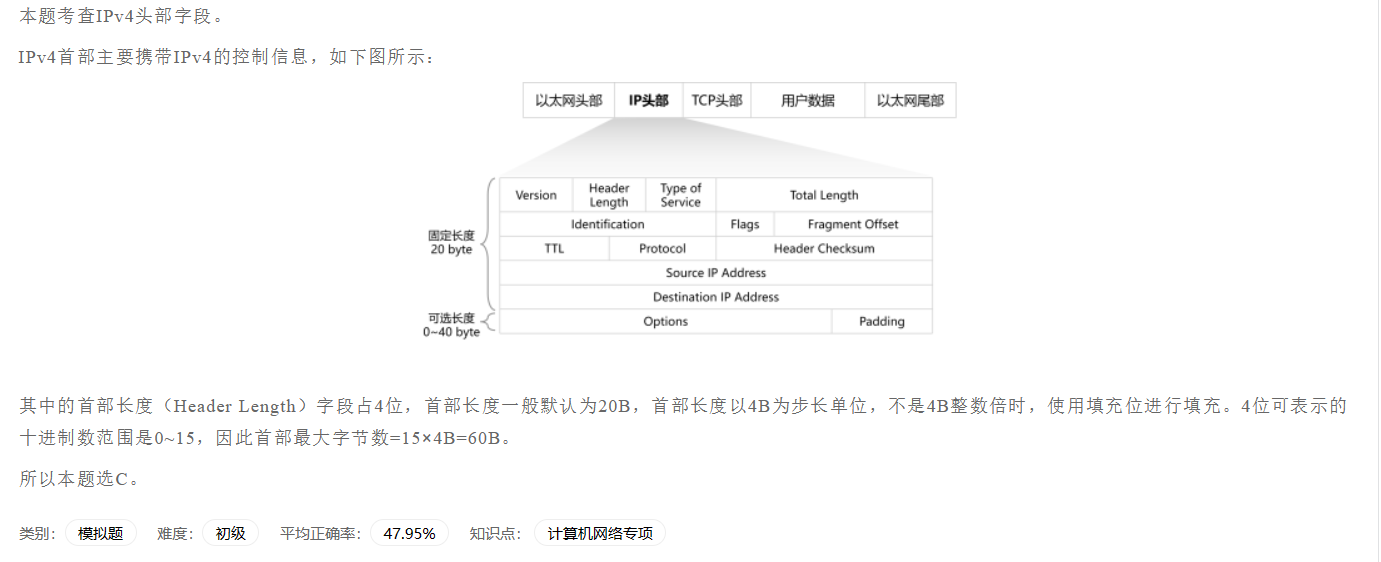 本题考查IPv4头部字段。
IPv4首部主要携带IPv4的控制信息，如下图所示：
以太网头部 IP头部 TCP头部 用户数据 以太网尾部
Version Header Length Type of Service Total Length
Identification Flags Fragment Offset
固定长度 20 byte
TTL Protocol Header Checksum
Source IP Address
Destination IP Address
可选长度 0~40 byte
Options Padding
其中的首部长度（Header Length）字段占4位，首部长度一般默认为20B，首部长度以4B为步长单位，不是4B整数倍时，使用填充位进行填充。4位可表示的
十进制数范围是0~15，因此首部最大字节数=15×4B=60B。
所以本题选C。
类别： 模拟题 难度： 初级 平均正确率： 47.95% 知识点： 计算机网络专项